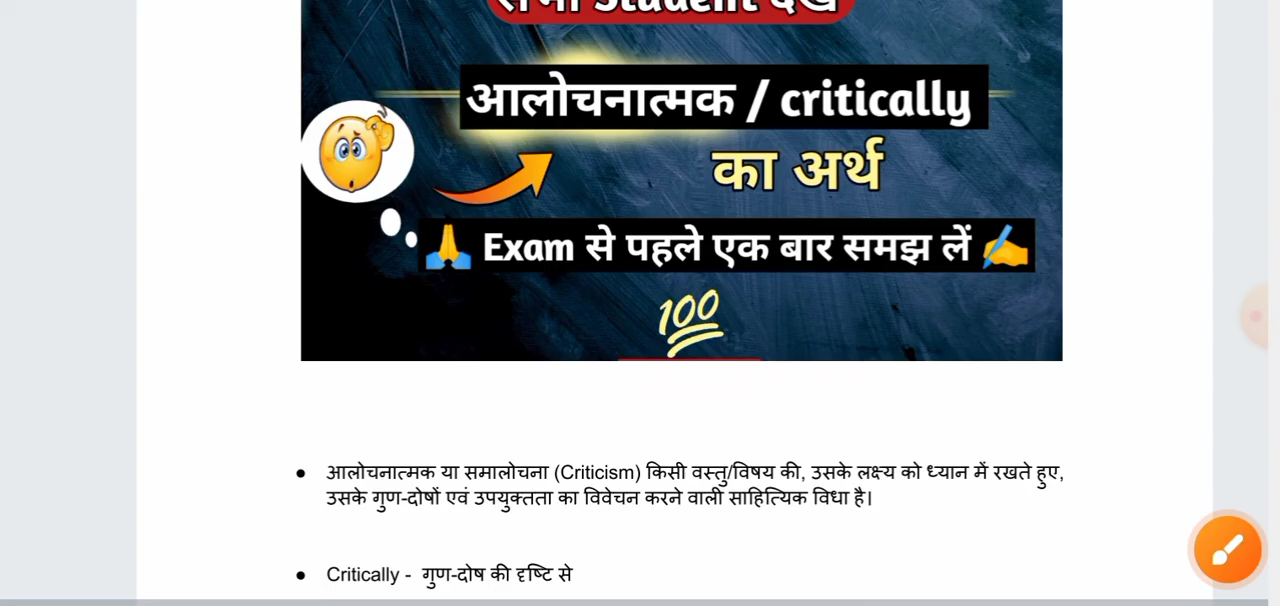 Student देखें
आलोचनात्मक / critically
का अर्थ
🙏 Exam से पहले एक बार समझ लें ✍️
💯
● आलोचनात्मक या समालोचना (Criticism) किसी वस्तु/विषय की, उसके लक्ष्य को ध्यान में रखते हुए,
उसके गुण-दोषों एवं उपयुक्तता का विवेचन करने वाली साहित्यिक विधा है।
● Critically - गुण-दोष की दृष्टि से